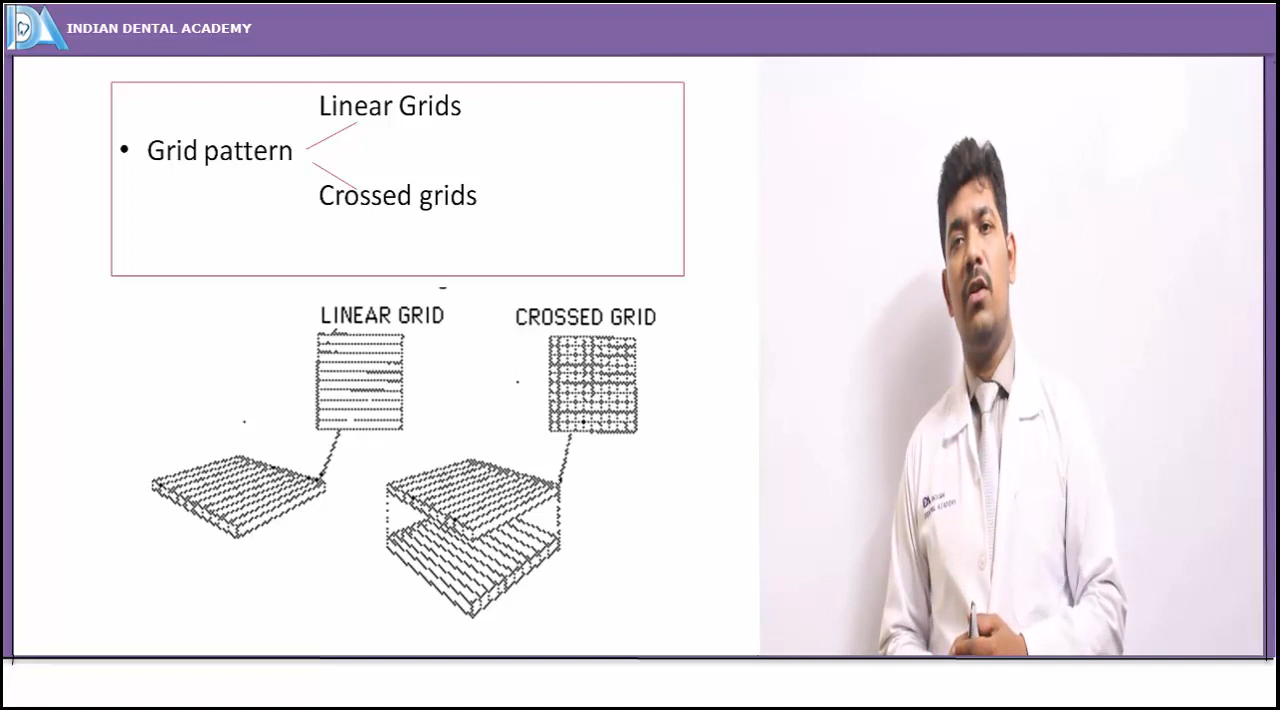 INDIAN DENTAL ACADEMY
Linear Grids
• Grid pattern
Crossed grids
LINEAR GRID
CROSSED GRID